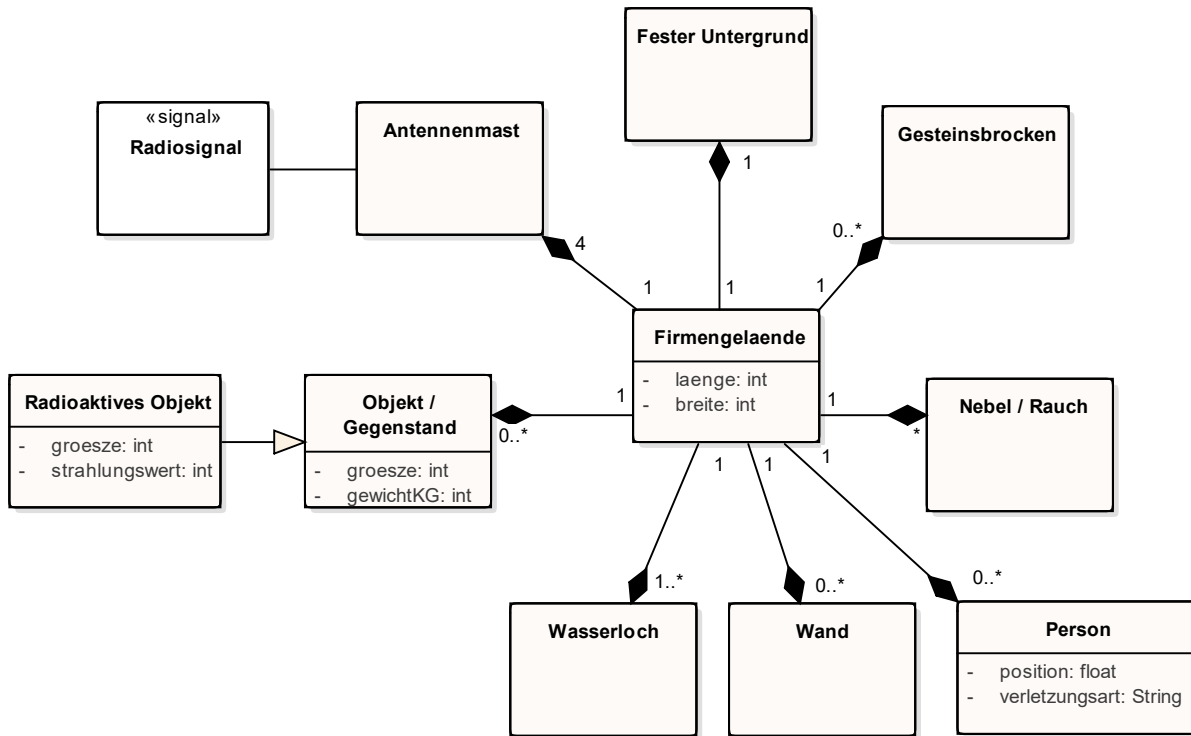 Fester Untergrund
«signal»
Radiosignal
Antennenmast
Gesteinsbrocken
1
0..*
4
1
1
1
Firmengelaende
- laenge: int
- breite: int
Radioaktives Objekt
- groesze: int
- strahlungswert: int
Objekt /
Gegenstand
- groesze: int
- gewichtKG: int
1
0..*
1
*
Nebel / Rauch
1
1
1
1..*
0..*
0..*
Wasserloch
Wand
Person
- position: float
- verletzungsart: String